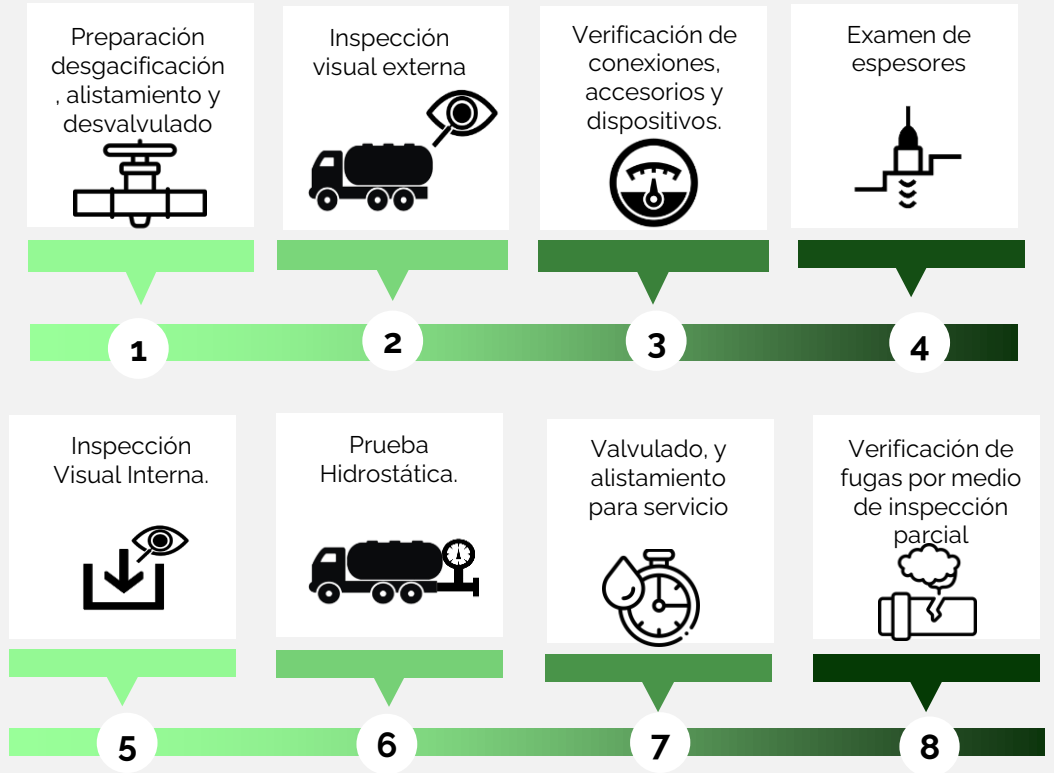 Preparación
desgacificación
, alistamiento y
desvalvulado
Inspección
visual externa
Verificación de
conexiones,
accesorios y
dispositivos.
Examen de
espesores
1
2
3
4
Inspección
Visual Interna.
Prueba
Hidrostática.
Valvulado, y
alistamiento
para servicio
Verificación de
fugas por medio
de inspección
parcial
5
6
7
8